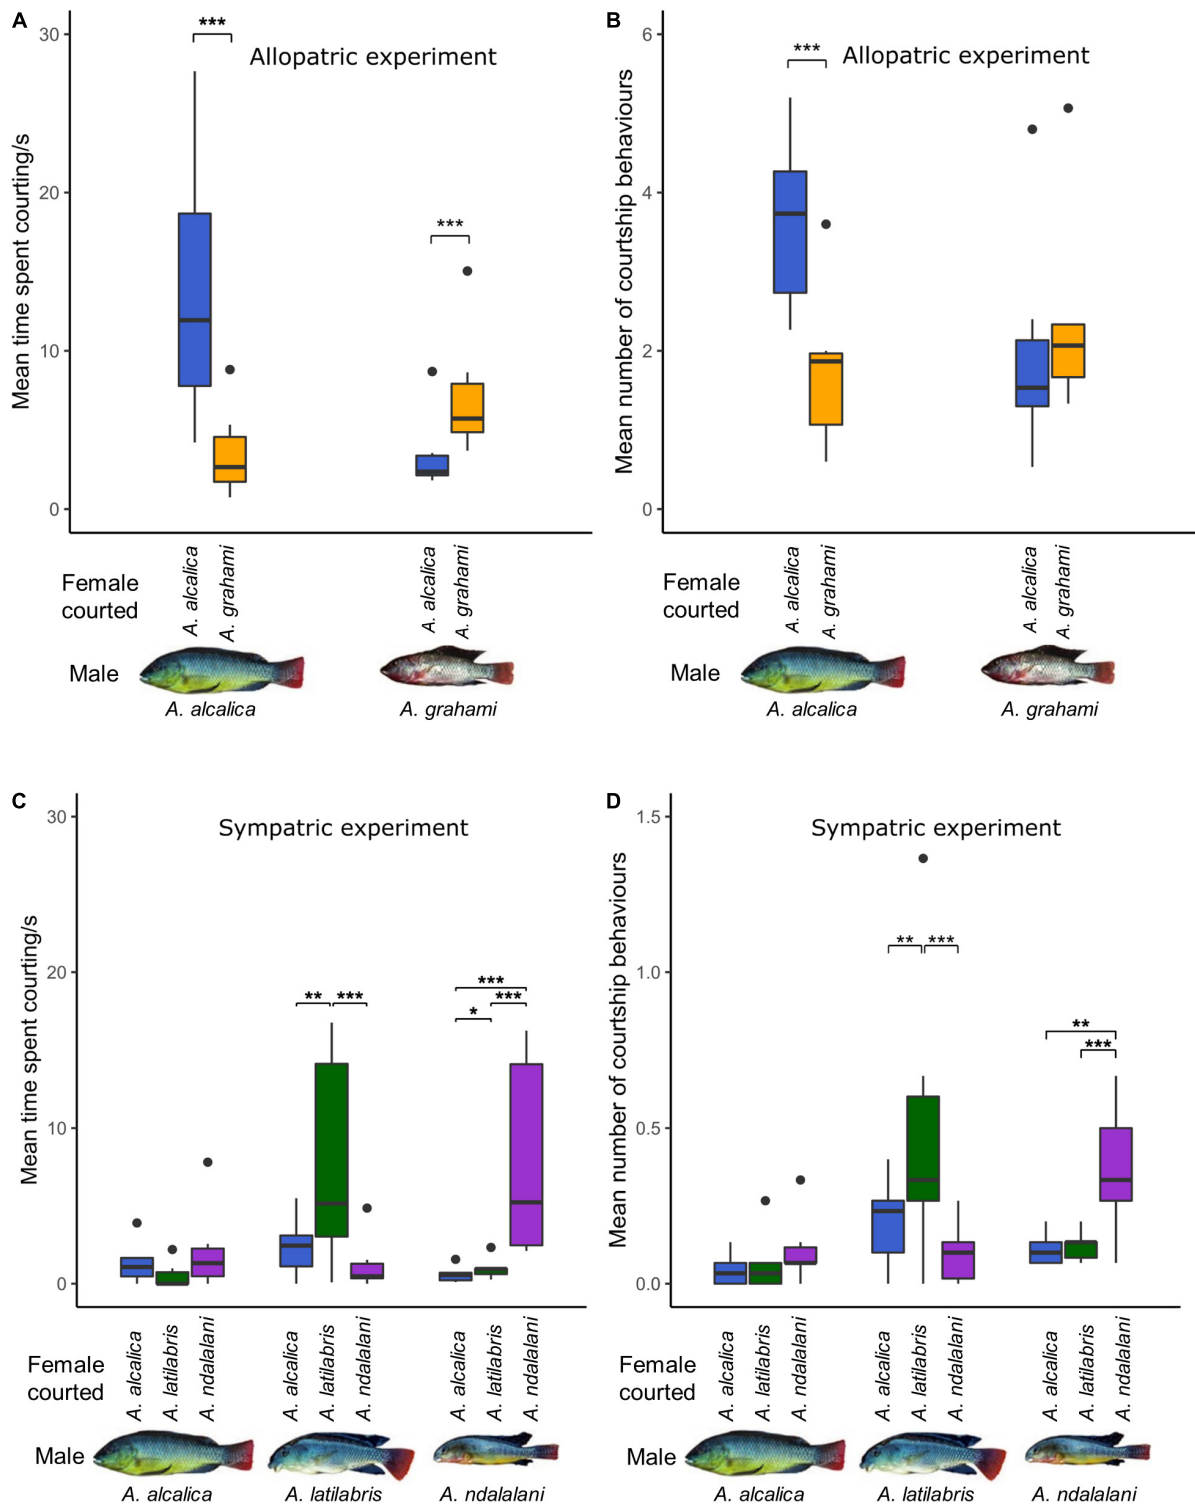 A
Allopatric experiment
Mean time spent courting/s
30
20
10
0
***
***
Female
courted
A. alcalica
A. grahami
A. alcalica
A. grahami
Male
A. alcalica
A. grahami
B
Allopatric experiment
Mean number of courtship behaviours
6
4
2
0
***
Female
courted
A. alcalica
A. grahami
A. alcalica
A. grahami
Male
A. alcalica
A. grahami
C
Sympatric experiment
Mean time spent courting/s
30
20
10
0
**
***
***
***
*
Female
courted
A. alcalica
A. latilabris
A. ndalalani
A. alcalica
A. latilabris
A. ndalalani
A. alcalica
A. latilabris
A. ndalalani
Male
A. alcalica
A. latilabris
A. ndalalani
D
Sympatric experiment
Mean number of courtship behaviours
1.5
1.0
0.5
0.0
**
***
**
***
Female
courted
A. alcalica
A. latilabris
A. ndalalani
A. alcalica
A. latilabris
A. ndalalani
A. alcalica
A. latilabris
A. ndalalani
Male
A. alcalica
A. latilabris
A. ndalalani